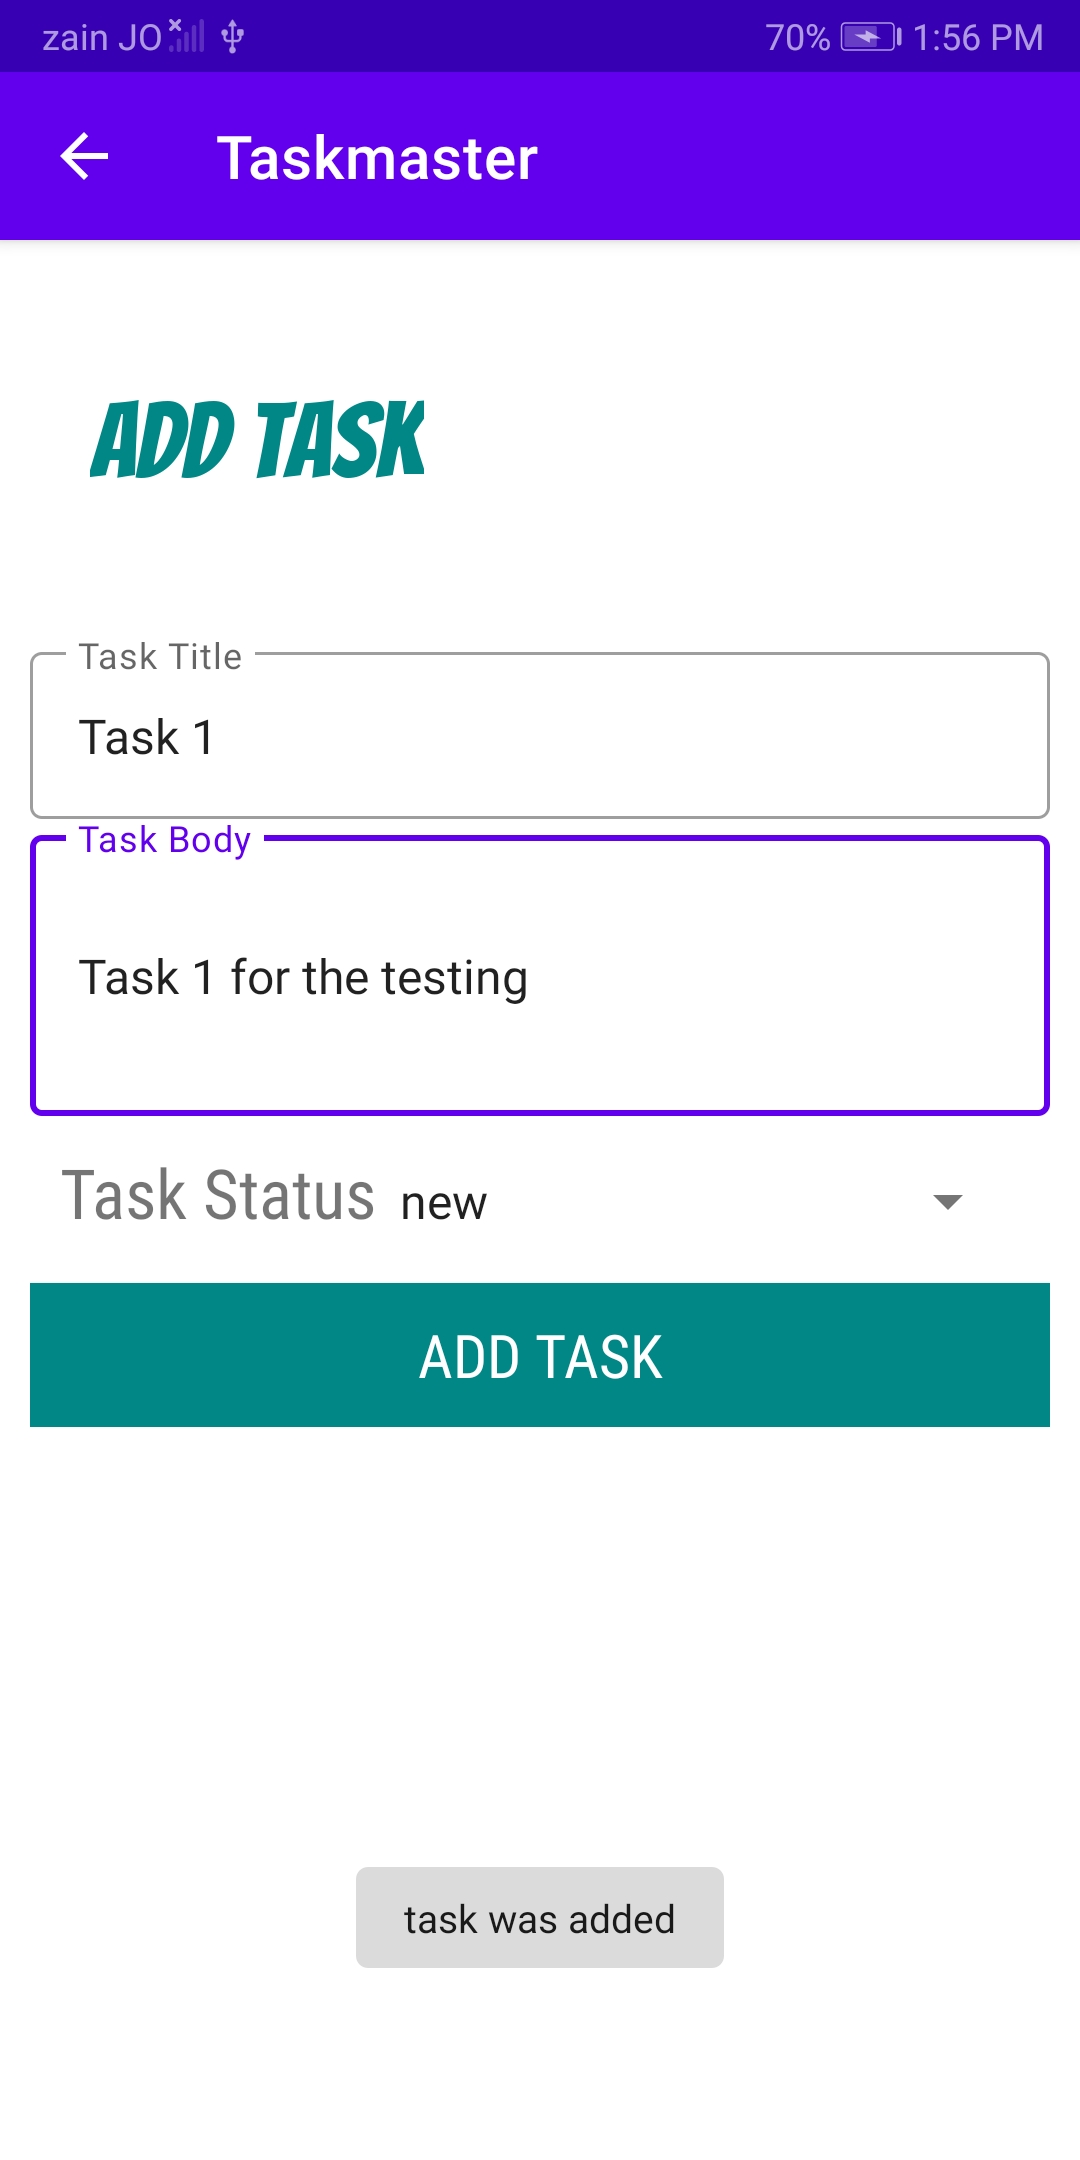 zain JO 70% 1:56 PM
Taskmaster
ADD TASK
Task Title
Task 1
Task Body
Task 1 for the testing
Task Status new
ADD TASK
task was added